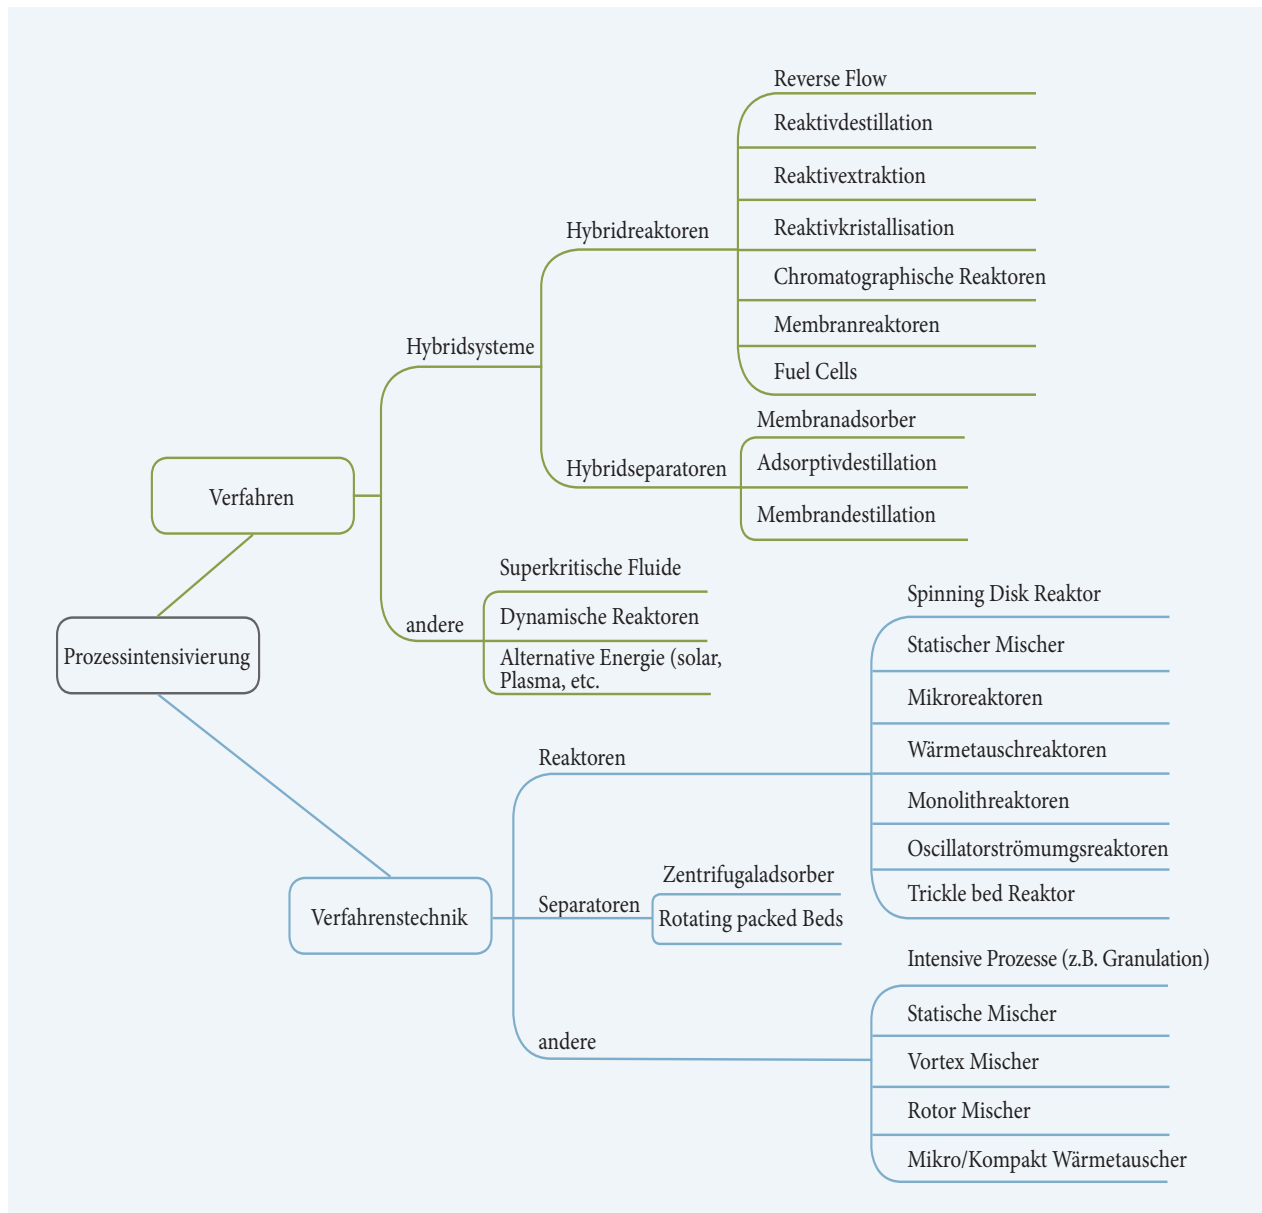 Reverse Flow
Reaktivdestillation
Reaktivextraktion
Hybridreaktoren
Reaktivkristallisation
Chromatographische Reaktoren
Membranreaktoren
Hybridsysteme
Fuel Cells
Membranadsorber
Hybridseparatoren
Adsorptivdestillation
Verfahren
Membrandestillation
Superkritische Fluide
andere
Dynamische Reaktoren
Alternative Energie (solar,
Plasma, etc.
Prozessintensivierung
Spinning Disk Reaktor
Statischer Mischer
Mikroreaktoren
Reaktoren
Wärmetauschreaktoren
Monolithreaktoren
Oscillatorströmumgsreaktoren
Trickle bed Reaktor
Zentrifugaladsorber
Separatoren
Rotating packed Beds
Verfahrenstechnik
Intensive Prozesse (z.B. Granulation)
Statische Mischer
andere
Vortex Mischer
Rotor Mischer
Mikro/Kompakt Wärmetauscher